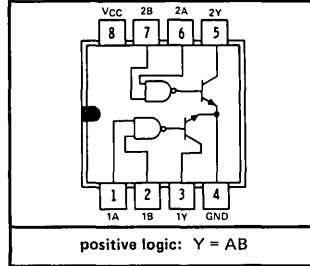 VCC 2B 2A 2Y
8 7 6 5
1 2 3 4
1A 1B 1Y GND
positive logic: Y = AB